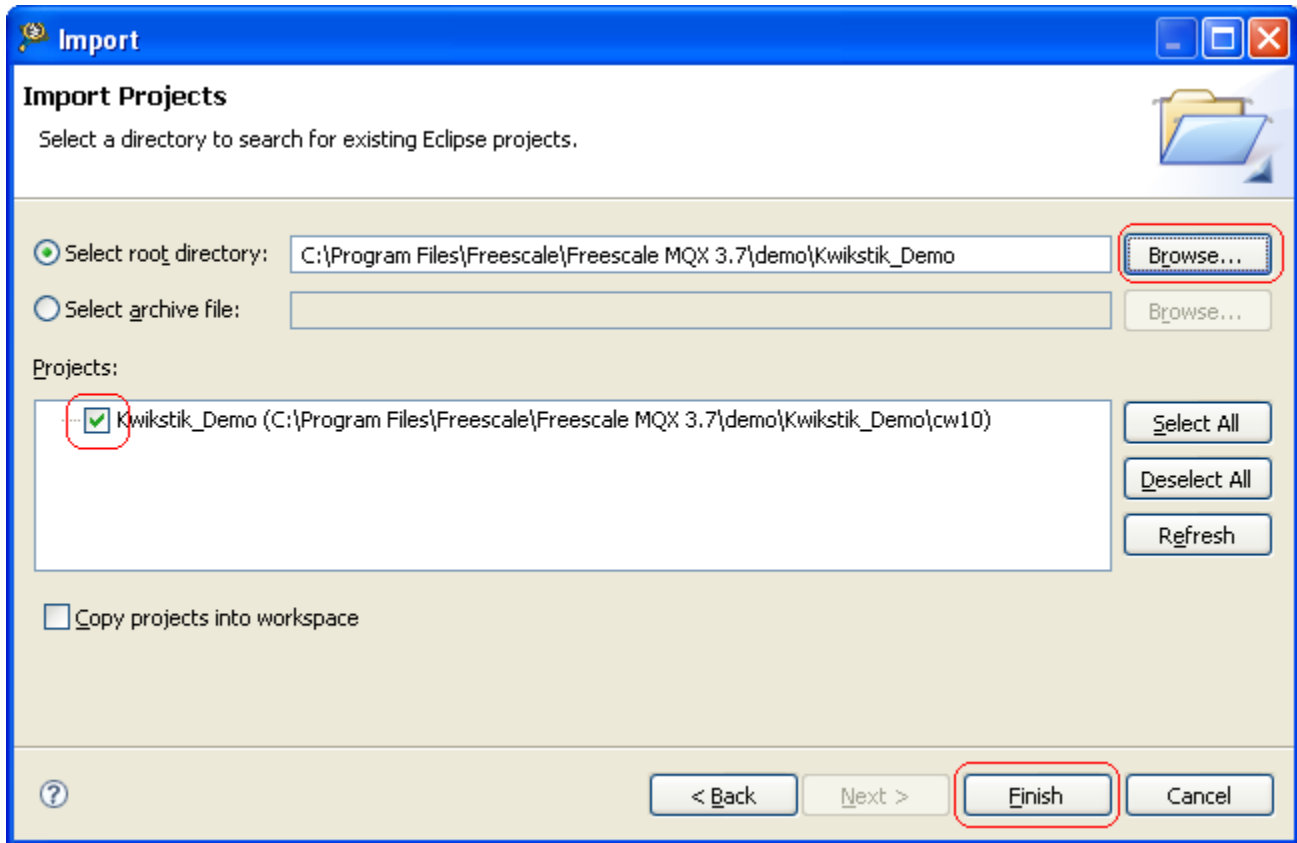 Import
Import Projects
Select a directory to search for existing Eclipse projects.
Select root directory: C:\Program Files\Freescale\Freescale MQX 3.7\demo\Kwikstik_Demo Browse...
Select archive file: Browse...
Projects:
Kwikstik_Demo (C:\Program Files\Freescale\Freescale MQX 3.7\demo\Kwikstik_Demo\cw10)
Select All
Deselect All
Refresh
Copy projects into workspace
? < Back Next > Finish Cancel